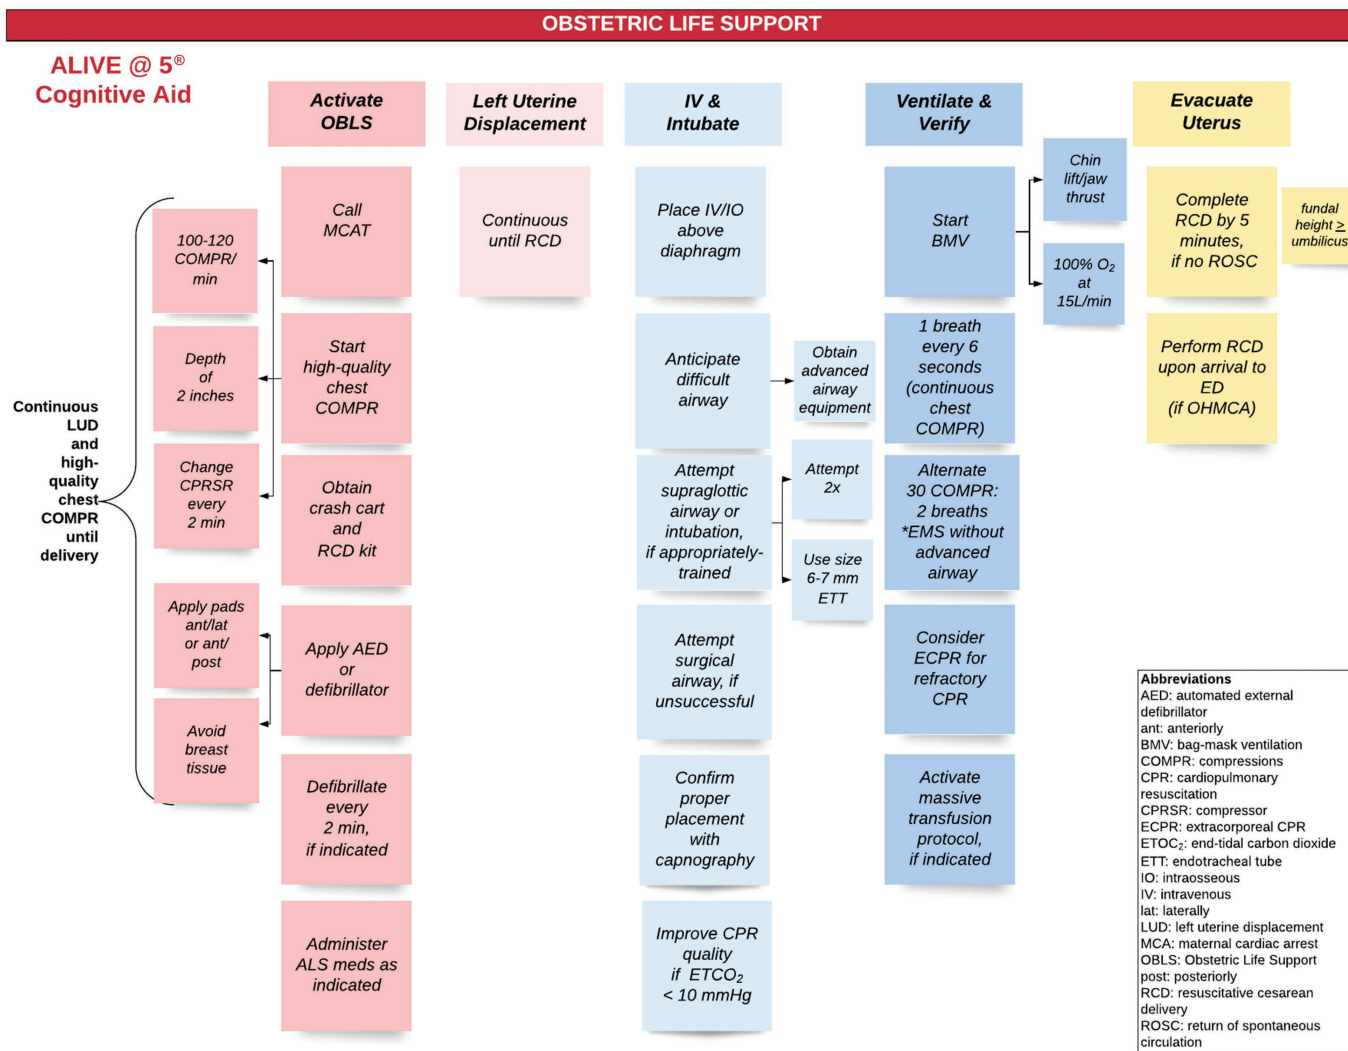 OBSTETRIC LIFE SUPPORT
ALIVE @ 5®
Cognitive Aid
Activate
OBLS
Call
MCAT
Start
high-quality
chest
COMPR
100-120
COMPR/
min
Depth
of
2 inches
Change
CPRSR
every
2 min
Continuous
LUD
and
high-
quality
chest
COMPR
until
delivery
Obtain
crash cart
and
RCD kit
Apply AED
or
defibrillator
Apply pads
ant/lat
or ant/
post
Avoid
breast
tissue
Defibrillate
every
2 min,
if indicated
Administer
ALS meds as
indicated
Left Uterine
Displacement
Continuous
until RCD
IV &
Intubate
Place IV/IO
above
diaphragm
Anticipate
difficult
airway
Obtain
advanced
airway
equipment
Attempt
supraglottic
airway or
intubation,
if appropriately-
trained
Attempt
2x
Use size
6-7 mm
ETT
Attempt
surgical
airway, if
unsuccessful
Confirm
proper
placement
with
capnography
Improve CPR
quality
if ETCO₂
< 10 mmHg
Ventilate &
Verify
Start
BMV
Chin
lift/jaw
thrust
100% O₂
at
15L/min
1 breath
every 6
seconds
(continuous
chest
COMPR)
Alternate
30 COMPR:
2 breaths
*EMS without
advanced
airway
Consider
ECPR for
refractory
CPR
Activate
massive
transfusion
protocol,
if indicated
Evacuate
Uterus
Complete
RCD by 5
minutes,
if no ROSC
fundal
height ≥
umbilicus
Perform RCD
upon arrival to
ED
(if OHMCA)
Abbreviations
AED: automated external
defibrillator
ant: anteriorly
BMV: bag-mask ventilation
COMPR: compressions
CPR: cardiopulmonary
resuscitation
CPRSR: compressor
ECPR: extracorporeal CPR
ETOC₂: end-tidal carbon dioxide
ETT: endotracheal tube
IO: intraosseous
IV: intravenous
lat: laterally
LUD: left uterine displacement
MCA: maternal cardiac arrest
OBLS: Obstetric Life Support
post: posteriorly
RCD: resuscitative cesarean
delivery
ROSC: return of spontaneous
circulation